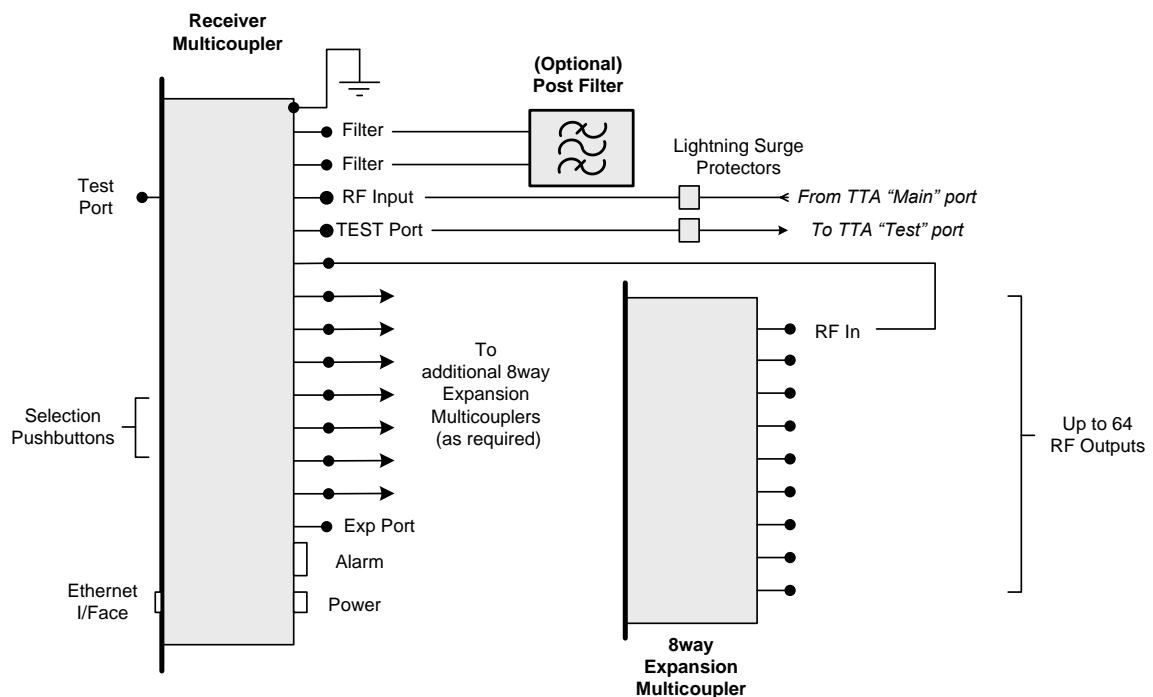 Receiver
Multicoupler
(Optional)
Post Filter
Filter
Filter
Lightning Surge
Protectors
Test
Port
RF Input
From TTA “Main” port
TEST Port
To TTA “Test” port
RF In
To
additional 8way
Expansion
Multicouplers
(as required)
Selection
Pushbuttons
Up to 64
RF Outputs
Exp Port
Alarm
Ethernet
I/Face
Power
8way
Expansion
Multicoupler